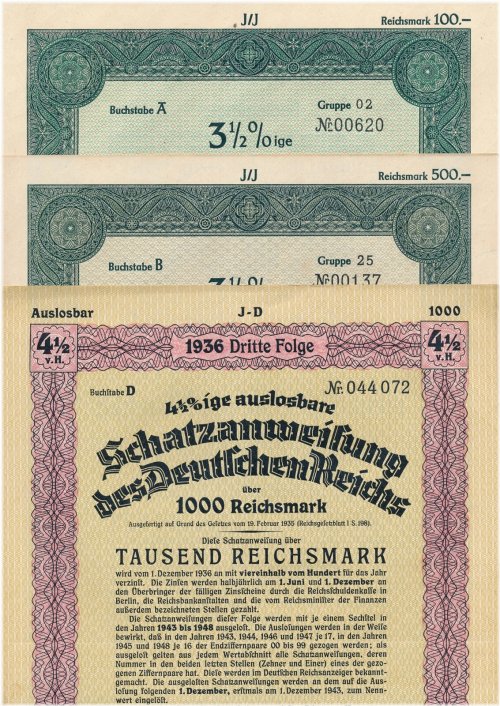 J/J Reichsmark 100.—
Buchstabe A Gruppe 02
№ 00620
3½%ige
J/J Reichsmark 500.—
Buchstabe B Gruppe 25
№ 00137
3½%
Auslosbar J-D 1000
4½ v.H. 1936 Dritte Folge 4½ v.H.
Buchſtabe D Nr. 044072
4½%ige auslosbare
Schatzanweiſung
des Deutſchen Reichs
über
1000 Reichsmark
Ausgefertigt auf Grund des Geſetzes vom 19. Februar 1935 (Reichsgeſetzblatt I S. 198).
Dieſe Schatzanweiſung über
TAUSEND REICHSMARK
wird vom 1. Dezember 1936 an mit viereinhalb vom Hundert für das Jahr
verzinſt. Die Zinſen werden halbjährlich am 1. Juni und 1. Dezember an
den Überbringer der fälligen Zinsſcheine durch die Reichsſchuldenkaſſe in
Berlin, die Reichsbankanſtalten und die vom Reichsminiſter der Finanzen
außerdem bezeichneten Stellen gezahlt.
Die Schatzanweiſungen dieſer Folge werden mit je einem Sechſtel in
den Jahren 1943 bis 1948 ausgeloſt. Die Ausloſungen werden in der Weiſe
bewirkt, daß in den Jahren 1943, 1944, 1946 und 1947 je 17, in den Jahren
1945 und 1948 je 16 der Endziffernpaare 00 bis 99 gezogen werden; als
ausgeloſt gelten aus jedem Wertabſchnitt alle Schatzanweiſungen, deren
Nummer in den beiden letzten Stellen (Zehner und Einer) eines der gezo-
genen Ziffernpaare hat. Dieſe werden im Deutſchen Reichsanzeiger bekannt-
gemacht. Die ausgeloſten Schatzanweiſungen werden an dem auf die Aus-
loſung folgenden 1. Dezember, erſtmals am 1. Dezember 1943, zum Nenn-
wert eingelöſt.